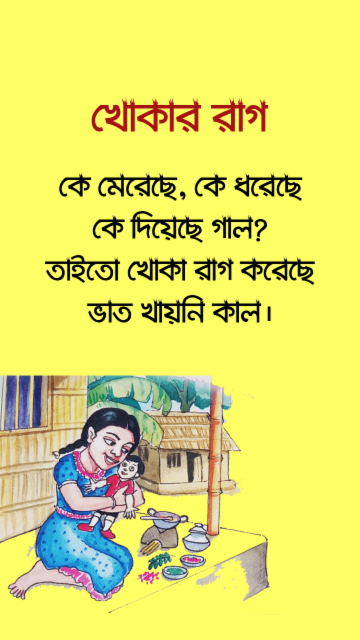 খোকার রাগ
কে মেরেছে, কে ধরেছে
কে দিয়েছে গাল?
তাইতো খোকা রাগ করেছে
ভাত খায়নি কাল।